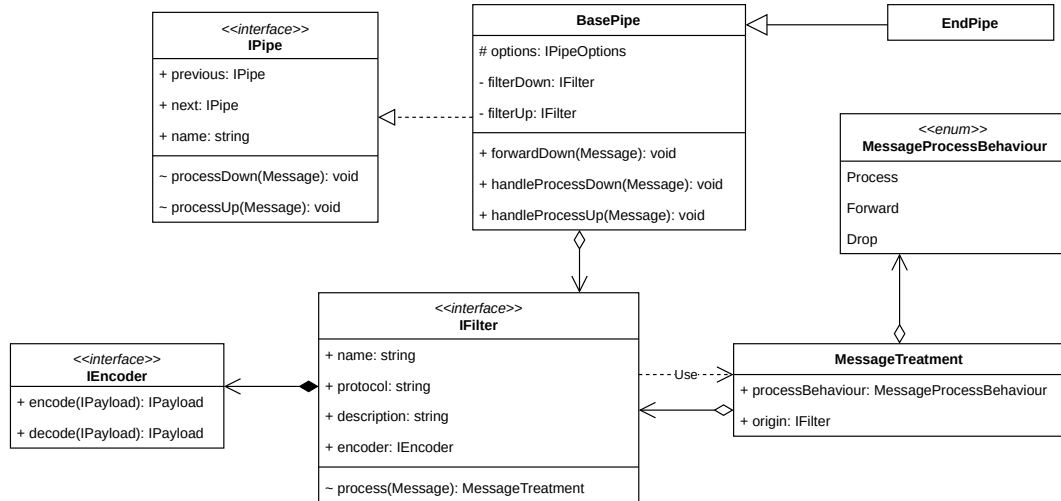 <<interface>>
IPipe
+ previous: IPipe
+ next: IPipe
+ name: string
~ processDown(Message): void
~ processUp(Message): void
BasePipe
# options: IPipeOptions
- filterDown: IFilter
- filterUp: IFilter
+ forwardDown(Message): void
+ handleProcessDown(Message): void
+ handleProcessUp(Message): void
EndPipe
<<enum>>
MessageProcessBehaviour
Process
Forward
Drop
<<interface>>
IEncoder
+ encode(IPayload): IPayload
+ decode(IPayload): IPayload
<<interface>>
IFilter
+ name: string
+ protocol: string
+ description: string
+ encoder: IEncoder
~ process(Message): MessageTreatment
Use
MessageTreatment
+ processBehaviour: MessageProcessBehaviour
+ origin: IFilter